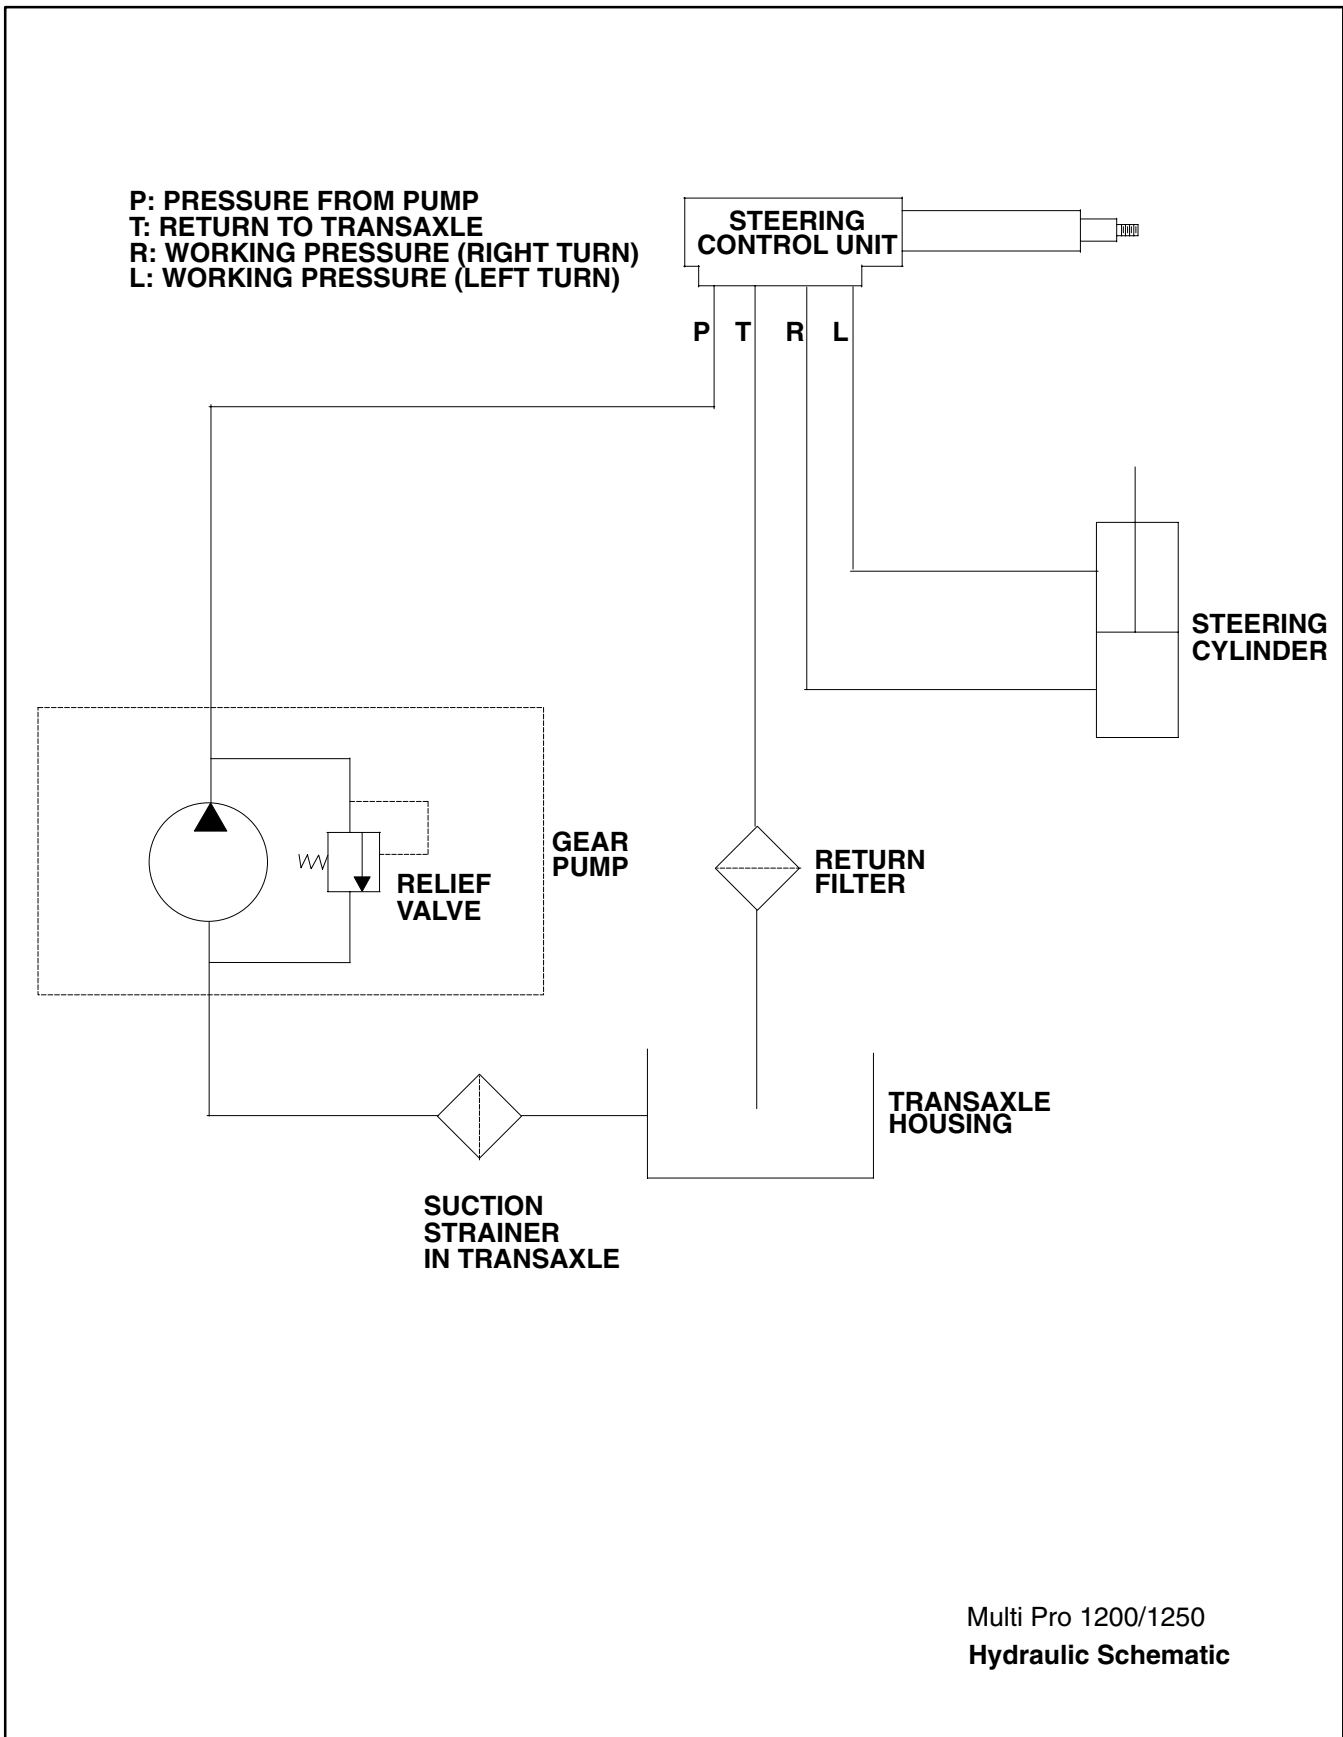 P: PRESSURE FROM PUMP
T: RETURN TO TRANSAXLE
R: WORKING PRESSURE (RIGHT TURN)
L: WORKING PRESSURE (LEFT TURN)
STEERING
CONTROL UNIT
P T R L
STEERING
CYLINDER
GEAR
PUMP
RELIEF
VALVE
RETURN
FILTER
TRANSAXLE
HOUSING
SUCTION
STRAINER
IN TRANSAXLE
Multi Pro 1200/1250
Hydraulic Schematic